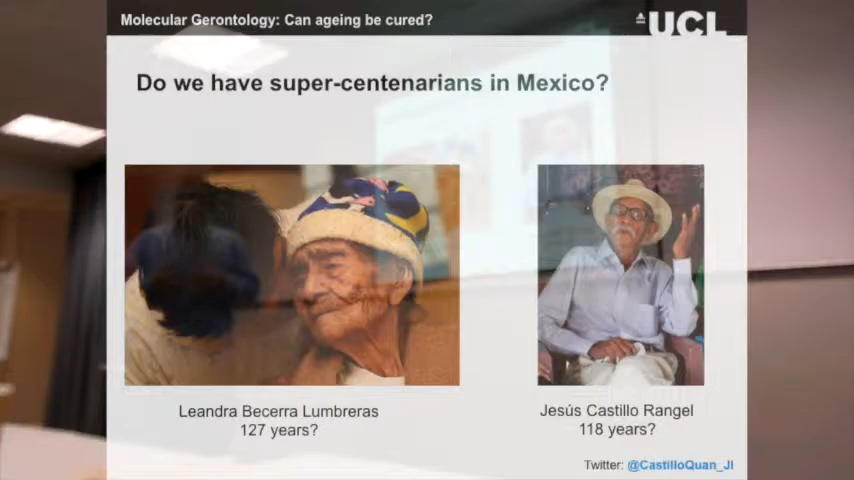 Molecular Gerontology: Can ageing be cured?
UCL
Do we have super-centenarians in Mexico?
Leandra Becerra Lumbreras
127 years?
Jesús Castillo Rangel
118 years?
Twitter: @CastilloQuan_JI